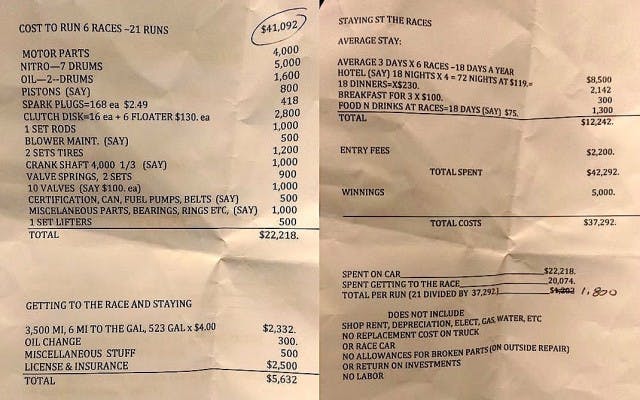 COST TO RUN 6 RACES –21 RUNS $41,092
MOTOR PARTS 4,000
NITRO—7 DRUMS 5,000
OIL—2--DRUMS 1,600
PISTONS (SAY) 800
SPARK PLUGS=168 ea $2.49 418
CLUTCH DISK=16 ea + 6 FLOATER $130. ea 2,800
1 SET RODS 1,000
BLOWER MAINT. (SAY) 500
2 SETS TIRES 1,200
CRANK SHAFT 4,000 1/3 (SAY) 1,000
VALVE SPRINGS, 2 SETS 900
10 VALVES (SAY $100. ea) 1,000
CERTIFICATION, CAN, FUEL PUMPS, BELTS (SAY) 500
MISCELANEOUS PARTS, BEARINGS, RINGS ETC, (SAY) 1,000
1 SET LIFTERS 500
TOTAL $22,218.
GETTING TO THE RACE AND STAYING
3,500 MI, 6 MI TO THE GAL, 523 GAL x $4.00 $2,332.
OIL CHANGE 300.
MISCELLANEOUS STUFF 500
LICENSE & INSURANCE $2,500
TOTAL $5,632
STAYING ST THE RACES
AVERAGE STAY:
AVERAGE 3 DAYS X 6 RACES –18 DAYS A YEAR
HOTEL (SAY) 18 NIGHTS X 4 = 72 NIGHTS AT $119.= $8,500
18 DINNERS=X$230. 2,142
BREAKFAST FOR 3 X $100. 300
FOOD N DRINKS AT RACES=18 DAYS (SAY) $75. 1,300
TOTAL $12,242.
ENTRY FEES $2,200.
TOTAL SPENT $42,292.
WINNINGS 5,000.
TOTAL COSTS $37,292.
SPENT ON CAR $22,218.
SPENT GETTING TO THE RACE 20,074.
TOTAL PER RUN (21 DIVIDED BY 37,292) $1,202 1,800
DOES NOT INCLUDE
SHOP RENT, DEPRECIATION, ELECT, GAS, WATER, ETC
NO REPLACEMENT COST ON TRUCK
OR RACE CAR
NO ALLOWANCES FOR BROKEN PARTS (ON OUTSIDE REPAIR)
OR RETURN ON INVESTMENTS
NO LABOR